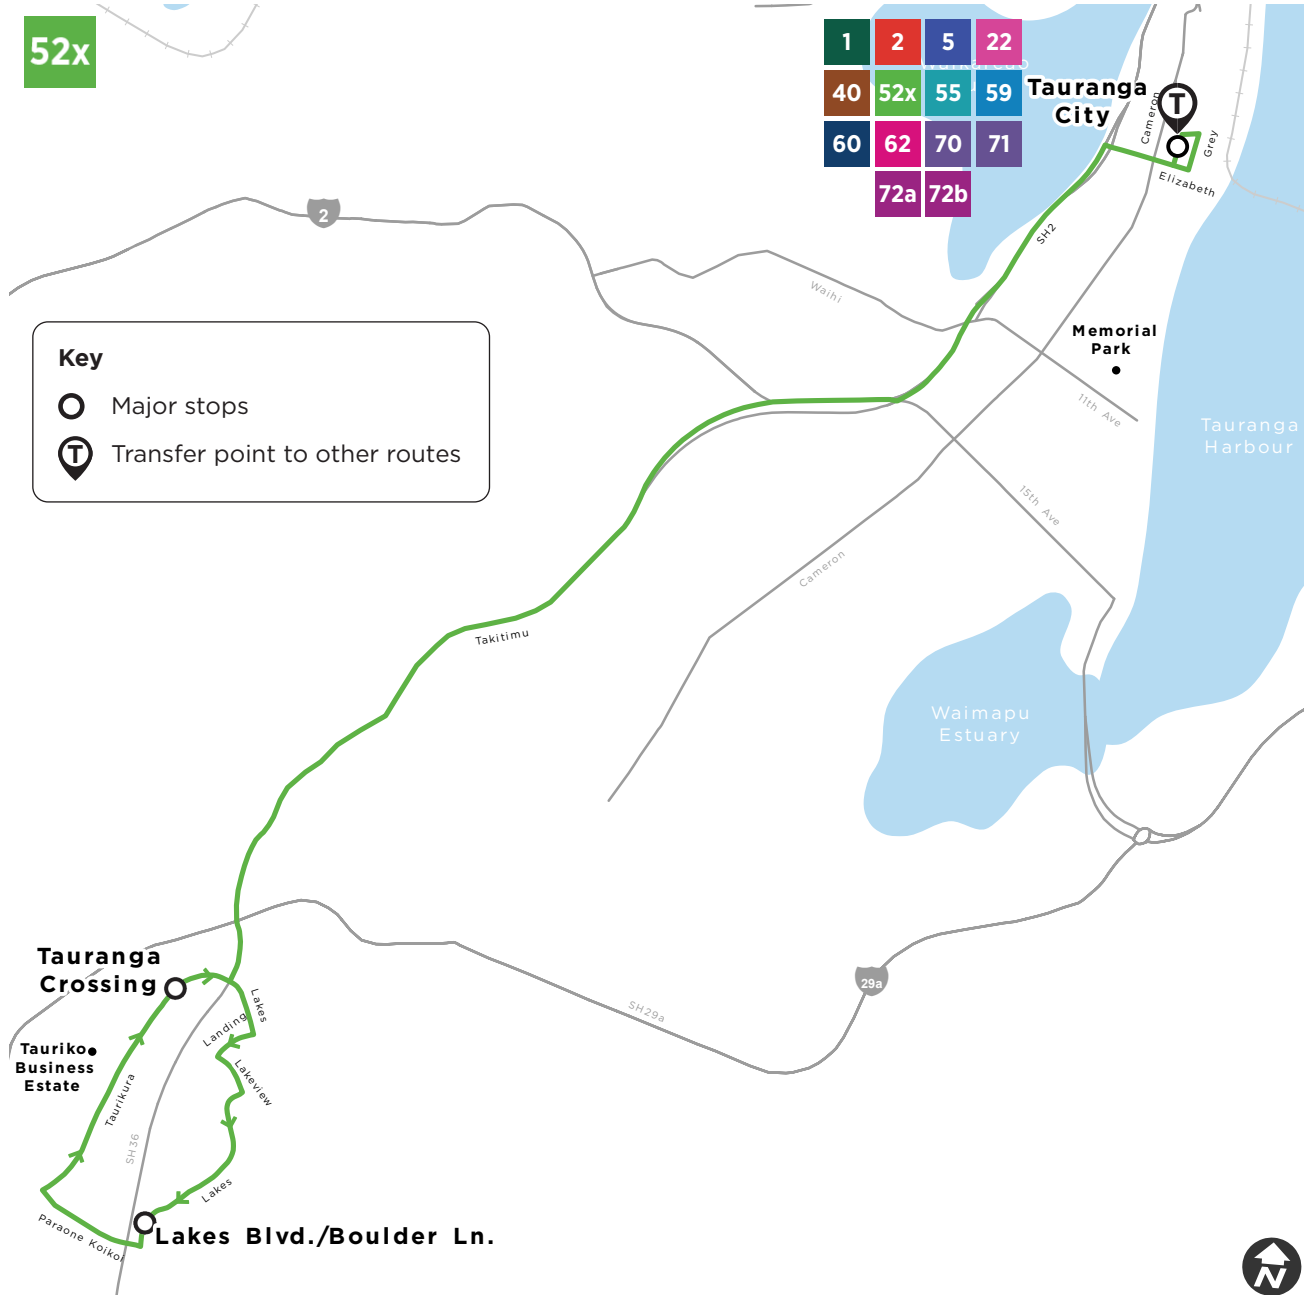 52x
1 2 5 22
40 52x 55 59
60 62 70 71
72a 72b
Tauranga
City
T
Cameron
Grey
Elizabeth
2
SH2
Waihi
Memorial
Park
Key
Major stops
T Transfer point to other routes
11th Ave
Tauranga
Harbour
15th Ave
Cameron
Takitimu
Waimapu
Estuary
Tauranga
Crossing
29a
SH29a
Lakes
Landing
Tauriko
Business
Estate
Lakeview
Taurikura
SH36
Lakes
Paraone Koikoi
Lakes Blvd./Boulder Ln.
N